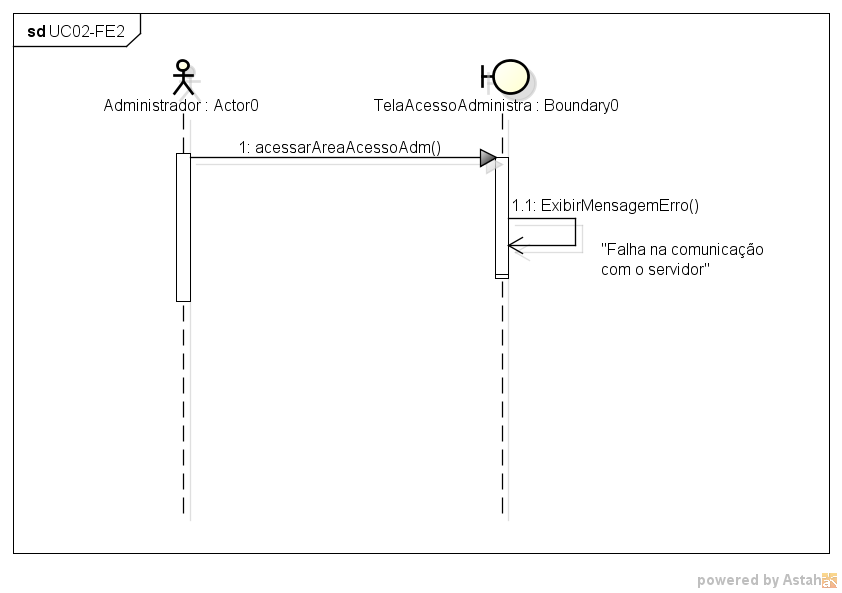 sd UC02-FE2
Administrador : Actor0
TelaAcessoAdministra : Boundary0
1: acessarAreaAcessoAdm()
1.1: ExibirMensagemErro()
"Falha na comunicação
com o servidor"
powered by Astah